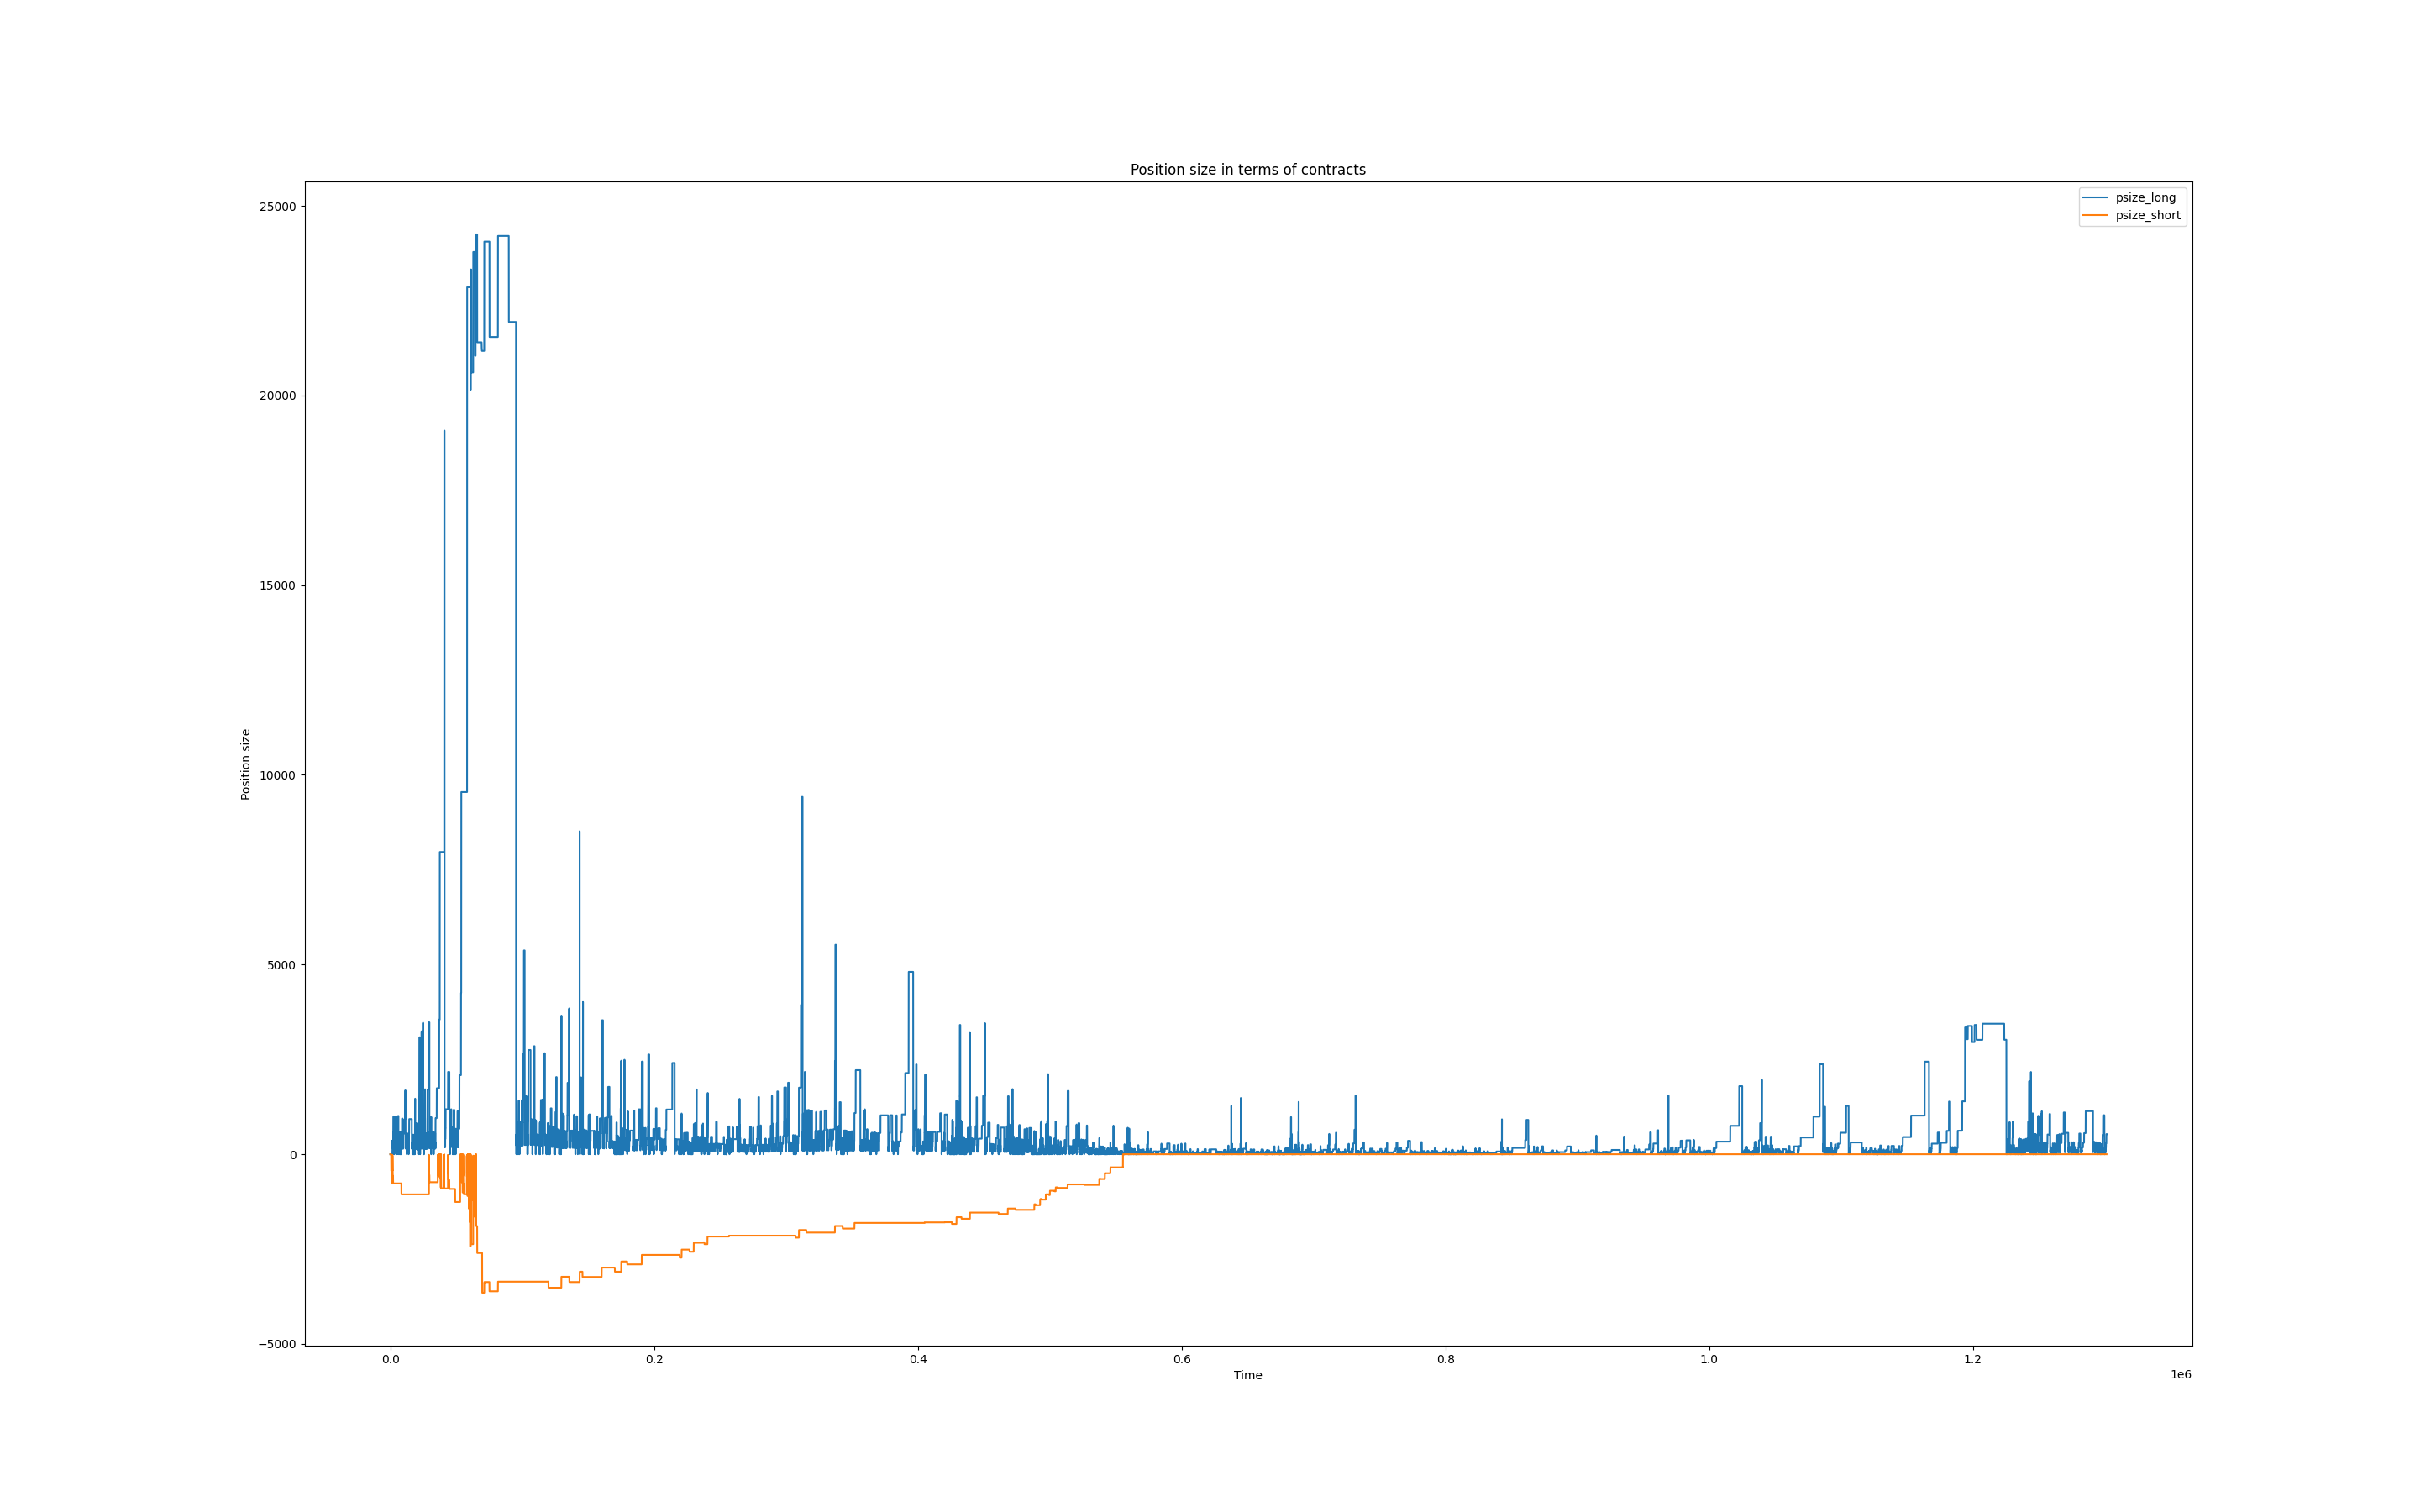 Position size in terms of contracts
psize_long
psize_short
25000
20000
15000
10000
5000
0
−5000
Position size
0.0 0.2 0.4 0.6 0.8 1.0 1.2
Time
1e6